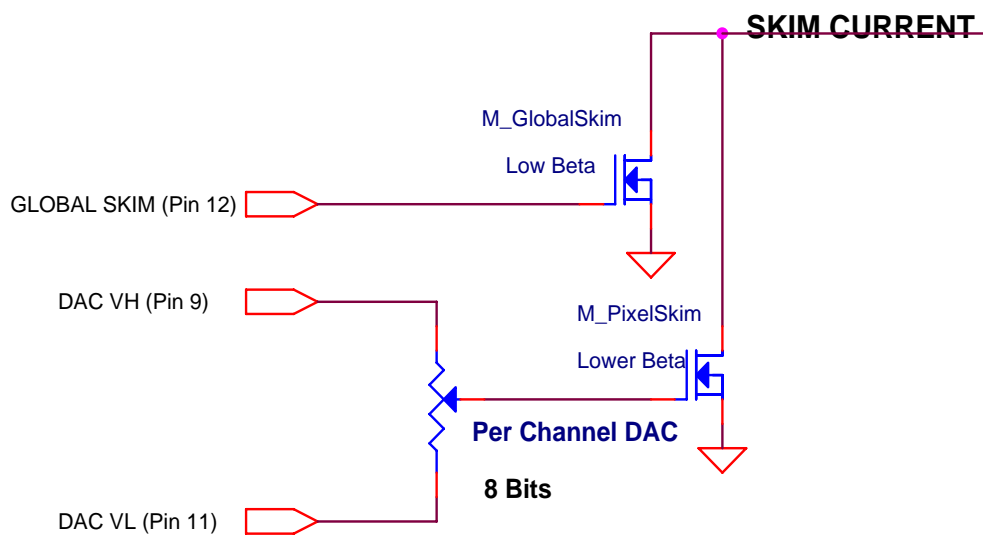 SKIM CURRENT
M_GlobalSkim
Low Beta
GLOBAL SKIM (Pin 12)
DAC VH (Pin 9)
M_PixelSkim
Lower Beta
Per Channel DAC
8 Bits
DAC VL (Pin 11)